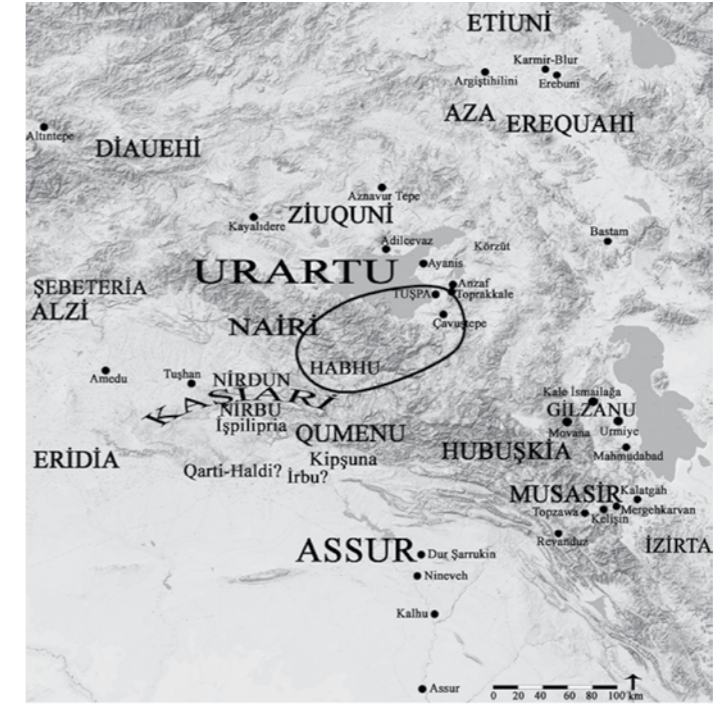 ETİUNİ
Karmir-Blur
Argiştihilini
Erebuni
AZA
EREQUAHİ
Altıntepe
DİAUEHİ
Aznavur Tepe
ZİUQUNİ
Kayalıdere
Bastam
Adilcevaz
Körzüt
URARTU
Ayanis
Anzaf
TUŞPA
Toprakkale
ŞEBETERİA
ALZİ
Çavuştepe
NAİRİ
HABHU
Amedu
Tuşhan
NİRDUN
KAŞİARİ
NİRBU
İşpilipria
Kale İsmailağa
GİLZANU
Movana
Urmiye
QUMENU
HUBUŞKİA
Mahmudabad
ERİDİA
Kipşuna
Qarti-Haldi?
İrbu?
MUSASİR
Kalatgah
Topzawa
Kelişin
Mergehkarvan
Revanduz
İZİRTA
ASSUR
Dur Şarrukin
Nineveh
Kalhu
Assur
0 20 40 60 80 100 km